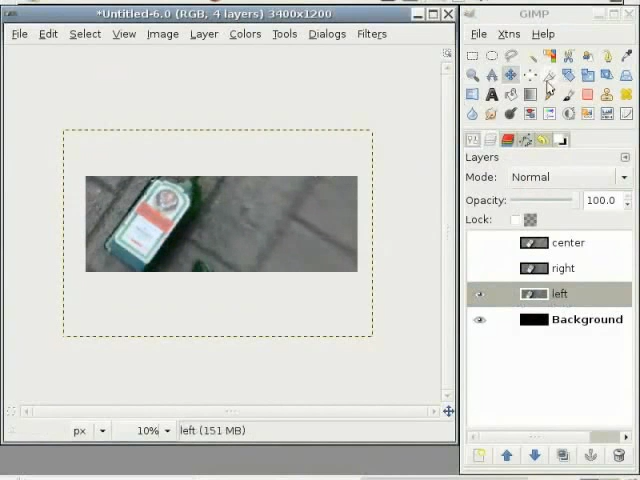 *Untitled-6.0 (RGB, 4 layers) 3400x1200
File Edit Select View Image Layer Colors Tools Dialogs Filters
px 10% left (151 MB)
GIMP
File Xtns Help
Layers
Mode: Normal
Opacity: 100.0
Lock:
center
right
left
Background